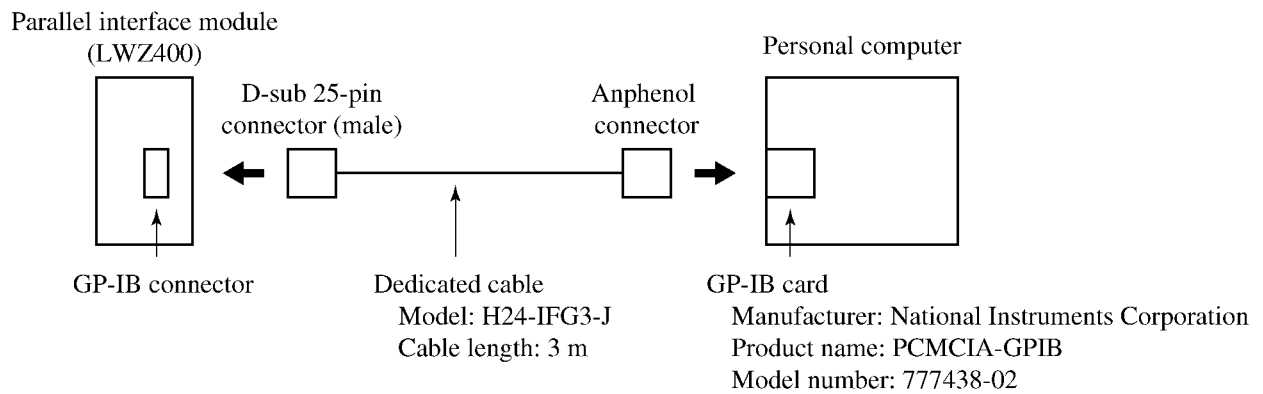 Parallel interface module
(LWZ400)
Personal computer
D-sub 25-pin
connector (male)
Anphenol
connector
GP-IB connector
Dedicated cable
Model: H24-IFG3-J
Cable length: 3 m
GP-IB card
Manufacturer: National Instruments Corporation
Product name: PCMCIA-GPIB
Model number: 777438-02